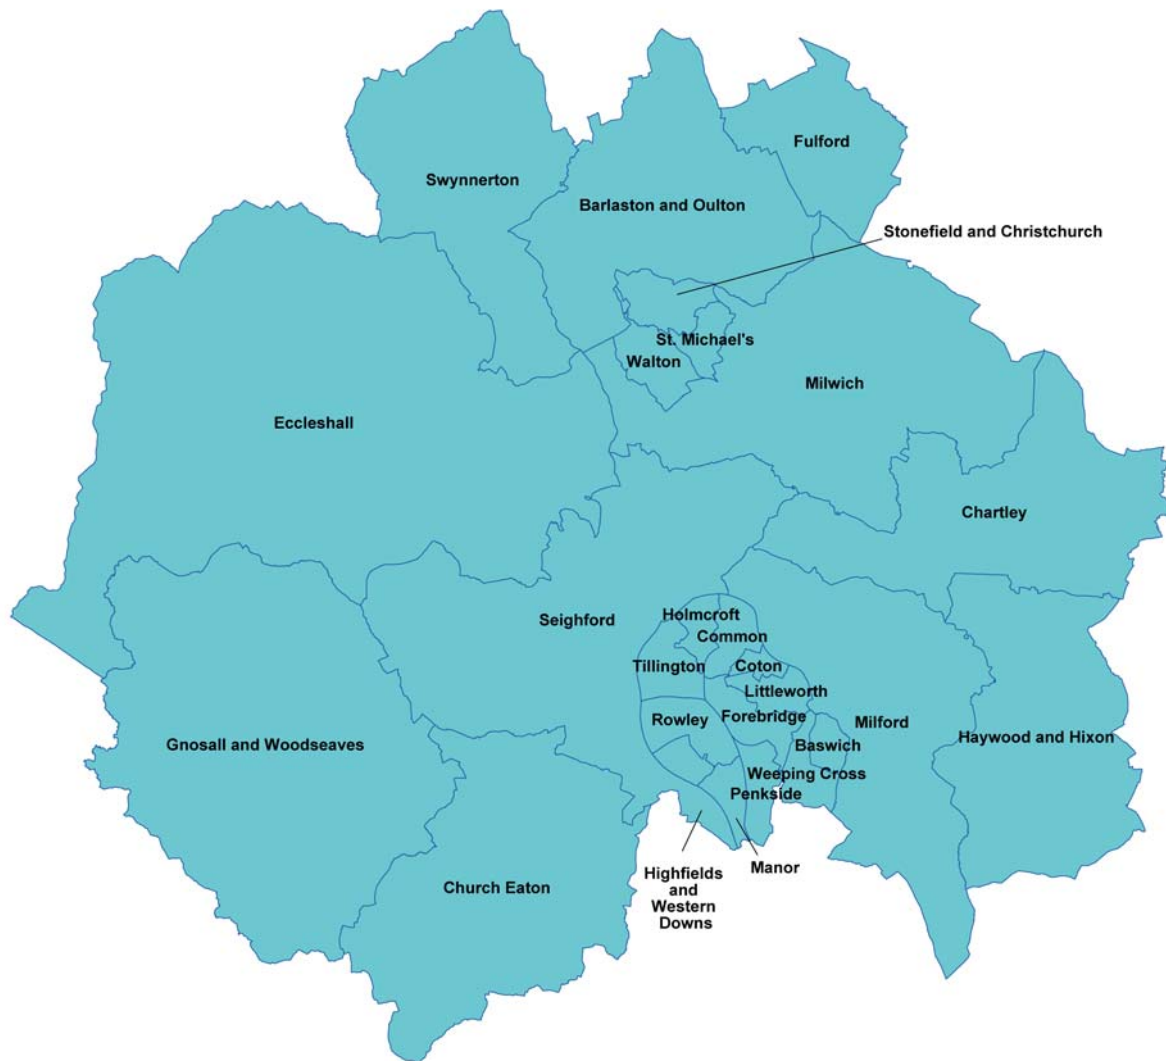 Fulford
Swynnerton
Barlaston and Oulton
Stonefield and Christchurch
St. Michael's
Walton
Milwich
Eccleshall
Chartley
Holmcroft
Seighford
Common
Tillington
Coton
Littleworth
Rowley
Forebridge
Milford
Haywood and Hixon
Gnosall and Woodseaves
Baswich
Weeping Cross
Penkside
Manor
Highfields
and
Western
Downs
Church Eaton